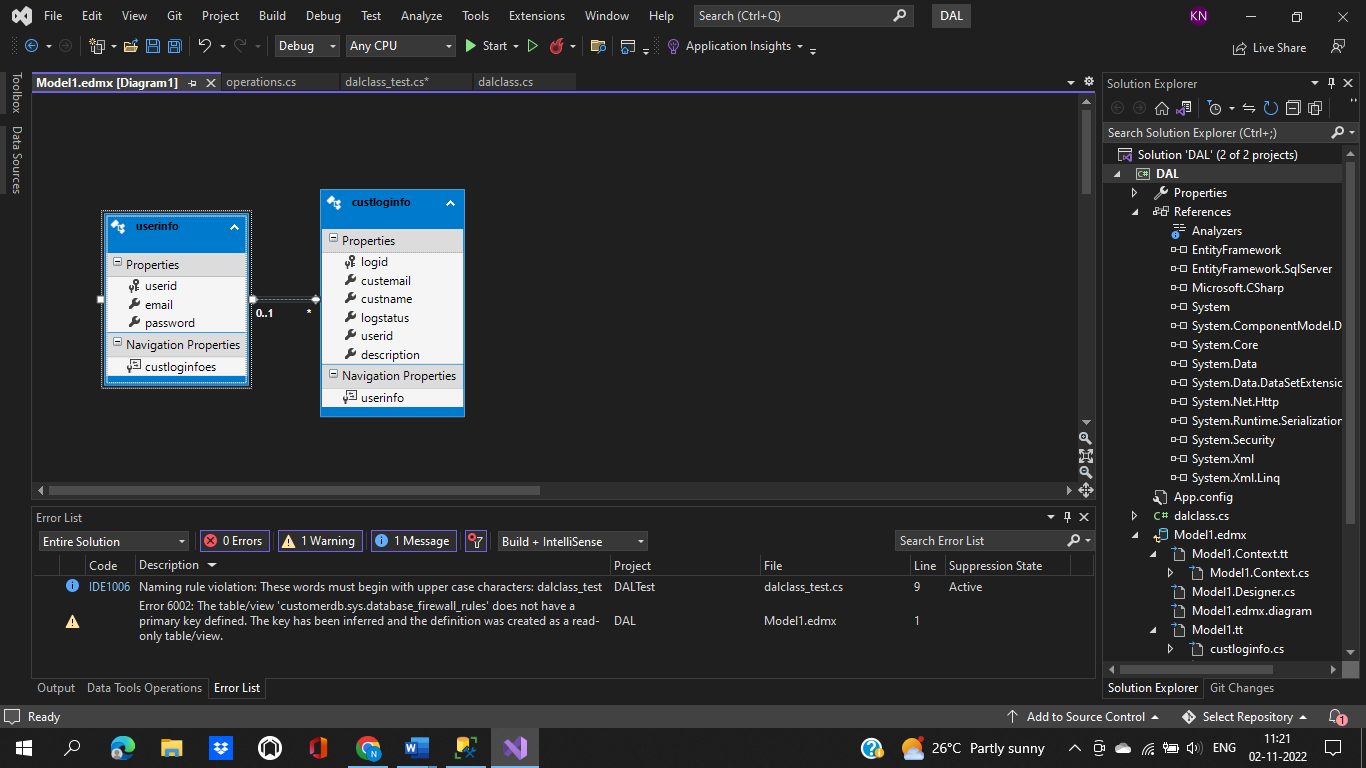 File Edit View Git Project Build Debug Test Analyze Tools Extensions Window Help Search (Ctrl+Q) DAL KN
Debug Any CPU Start Application Insights Live Share
Toolbox
Data Sources
Model1.edmx [Diagram1] operations.cs dalclass_test.cs* dalclass.cs
userinfo
Properties
userid
email
password
Navigation Properties
custloginfoes
0..1 *
custloginfo
Properties
logid
custemail
custname
logstatus
userid
description
Navigation Properties
userinfo
Solution Explorer
Search Solution Explorer (Ctrl+;)
Solution 'DAL' (2 of 2 projects)
C# DAL
Properties
References
Analyzers
EntityFramework
EntityFramework.SqlServer
Microsoft.CSharp
System
System.ComponentModel.D
System.Core
System.Data
System.Data.DataSetExtensic
System.Net.Http
System.Runtime.Serialization
System.Security
System.Xml
System.Xml.Linq
App.config
C# dalclass.cs
Model1.edmx
Model1.Context.tt
Model1.Context.cs
Model1.Designer.cs
Model1.edmx.diagram
Model1.tt
custloginfo.cs
Solution Explorer Git Changes
Error List
Entire Solution 0 Errors 1 Warning 1 Message Build + IntelliSense Search Error List
Code Description Project File Line Suppression State
IDE1006 Naming rule violation: These words must begin with upper case characters: dalclass_test DALTest dalclass_test.cs 9 Active
Error 6002: The table/view 'customerdb.sys.database_firewall_rules' does not have a
primary key defined. The key has been inferred and the definition was created as a read- DAL Model1.edmx 1
only table/view.
Output Data Tools Operations Error List
Ready Add to Source Control Select Repository 1
26°C Partly sunny ENG 11:21
02-11-2022